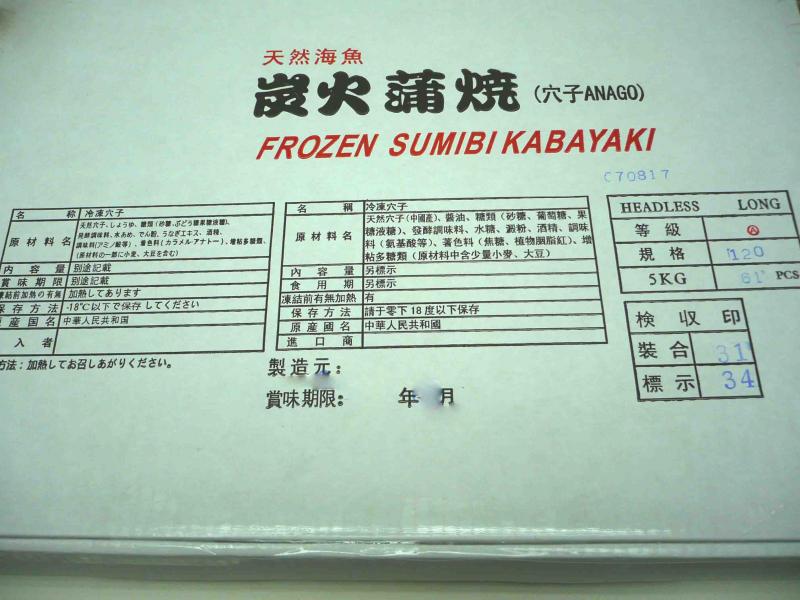 天然海魚
炭火蒲焼 (穴子ANAGO)
FROZEN SUMIBI KABAYAKI
C70817
名 称 冷凍穴子
原材料名 天然穴子、しょうゆ、糖類(砂糖、ぶどう糖果糖液糖)、
発酵調味料、水あめ、でん粉、うなぎエキス、酒精、
調味料(アミノ酸等)、着色料(カラメル・アナトー)、増粘多糖類、
(原材料の一部に小麦、大豆を含む)
内容量 別途記載
賞味期限 別途記載
凍結前加熱の有無 加熱してあります
保存方法 -18℃以下で保存してください
原産国名 中華人民共和国
入者
方法：加熱してお召しあがりください。
名 稱 冷凍穴子
原材料名 天然穴子(中國產)、醬油、糖類(砂糖、葡萄糖、果
糖液糖)、發酵調味料、水糖、澱粉、酒精、調味
料(氨基酸等)、著色料(焦糖、植物胭脂紅)、增
粘多糖類(原材料中含少量小麥、大豆)
內容量 另標示
食用期 另標示
凍結前有無加熱 有
保存方法 請于零下18度以下保存
原產國名 中華人民共和國
進口商
製造元：
賞味期限： 年 月
HEADLESS LONG
等級 A
規格 120
5KG 61 PCS
検収印
裝合 31
標示 34